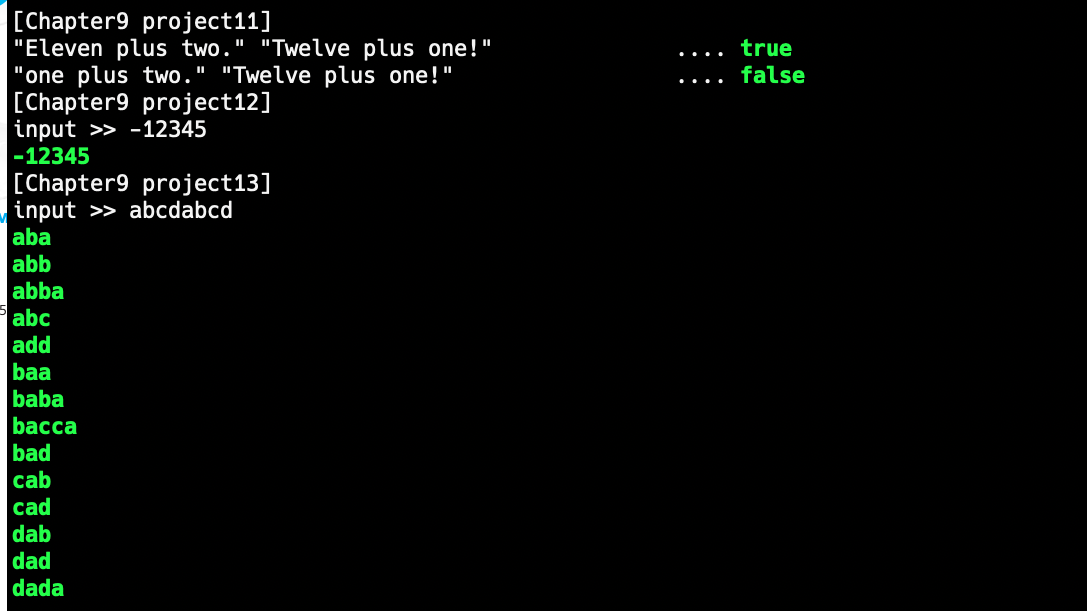 [Chapter9 project11]
"Eleven plus two." "Twelve plus one!" .... true
"one plus two." "Twelve plus one!" .... false
[Chapter9 project12]
input >> -12345
-12345
[Chapter9 project13]
input >> abcdabcd
aba
abb
abba
abc
add
baa
baba
bacca
bad
cab
cad
dab
dad
dada